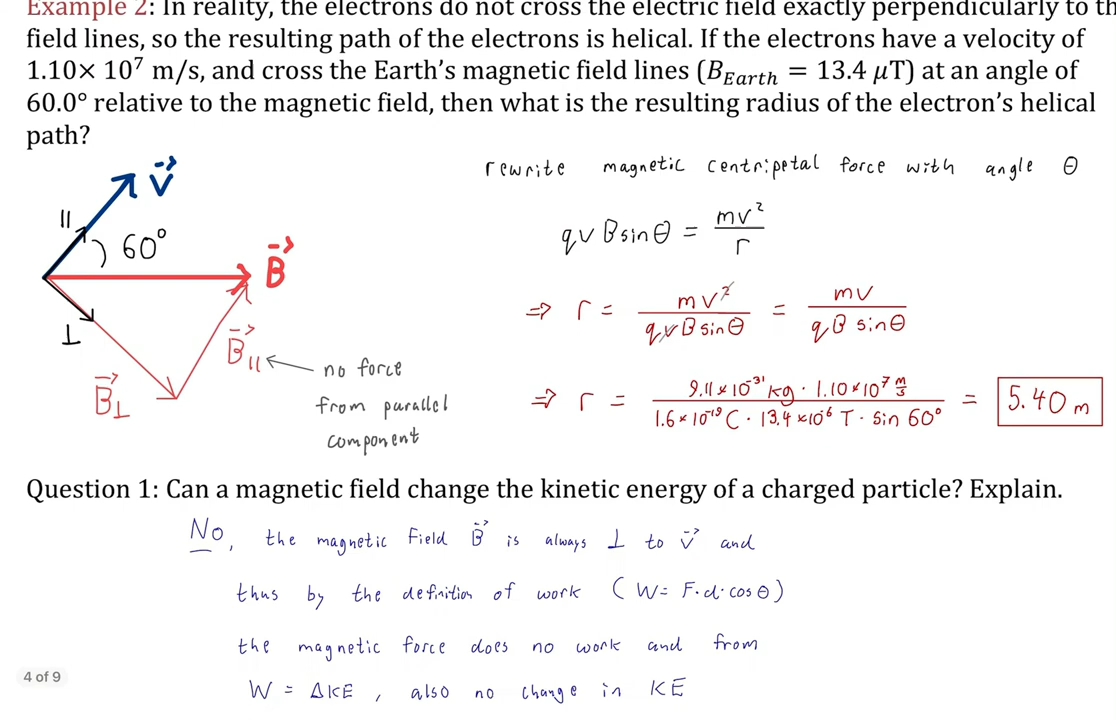 Example 2: In reality, the electrons do not cross the electric field exactly perpendicularly to th
field lines, so the resulting path of the electrons is helical. If the electrons have a velocity of
1.10× 10⁷ m/s, and cross the Earth's magnetic field lines (B_Earth = 13.4 μT) at an angle of
60.0° relative to the magnetic field, then what is the resulting radius of the electron's helical
path?
rewrite magnetic centripetal force with angle θ
V⃗
||
60°
B⃗
⊥
B⃗⊥
B⃗||
no force
from parallel
component
qvBsinθ = mv²/r
⇒ r = mv²/qvBsinθ = mv/qB sinθ
⇒ r = 9.11×10⁻³¹ kg · 1.10×10⁷ m/s / 1.6×10⁻¹⁹ C · 13.4×10⁻⁶ T · sin 60° = 5.40 m
Question 1: Can a magnetic field change the kinetic energy of a charged particle? Explain.
No, the magnetic Field B⃗ is always ⊥ to v⃗ and
thus by the definition of work (W= F·d·cosθ)
the magnetic force does no work and from
W = ΔKE, also no change in KE
4 of 9